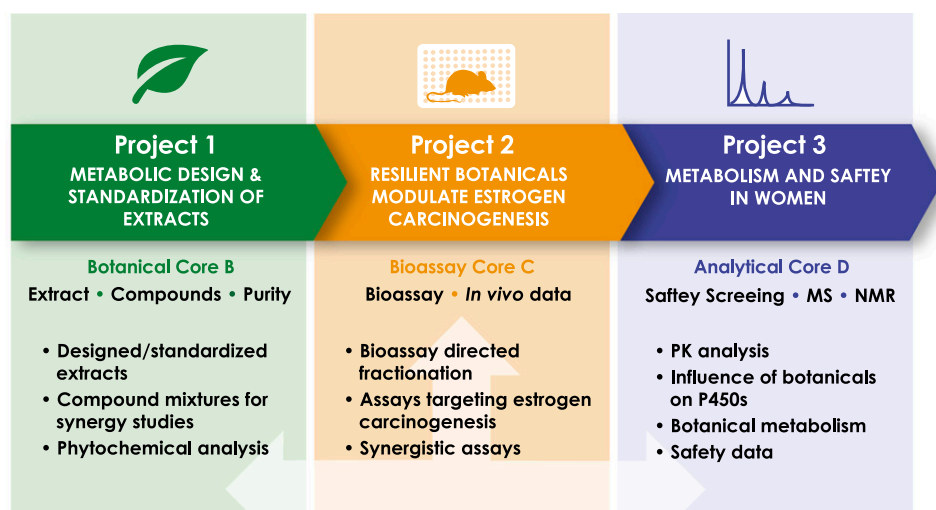 Project 1
METABOLIC DESIGN &
STANDARDIZATION OF
EXTRACTS
Botanical Core B
Extract • Compounds • Purity
• Designed/standardized
extracts
• Compound mixtures for
synergy studies
• Phytochemical analysis
Project 2
RESILIENT BOTANICALS
MODULATE ESTROGEN
CARCINOGENESIS
Bioassay Core C
Bioassay • In vivo data
• Bioassay directed
fractionation
• Assays targeting estrogen
carcinogenesis
• Synergistic assays
Project 3
METABOLISM AND SAFTEY
IN WOMEN
Analytical Core D
Saftey Screeing • MS • NMR
• PK analysis
• Influence of botanicals
on P450s
• Botanical metabolism
• Safety data